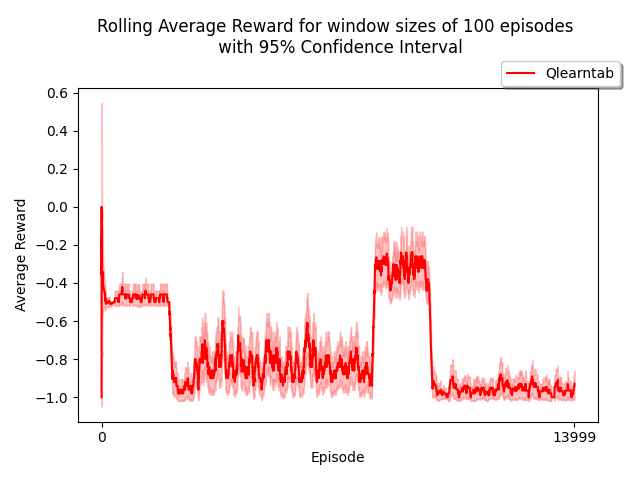 Rolling Average Reward for window sizes of 100 episodes
with 95% Confidence Interval
Qlearntab
0.6
0.4
0.2
0.0
−0.2
−0.4
−0.6
−0.8
−1.0
Average Reward
0
13999
Episode